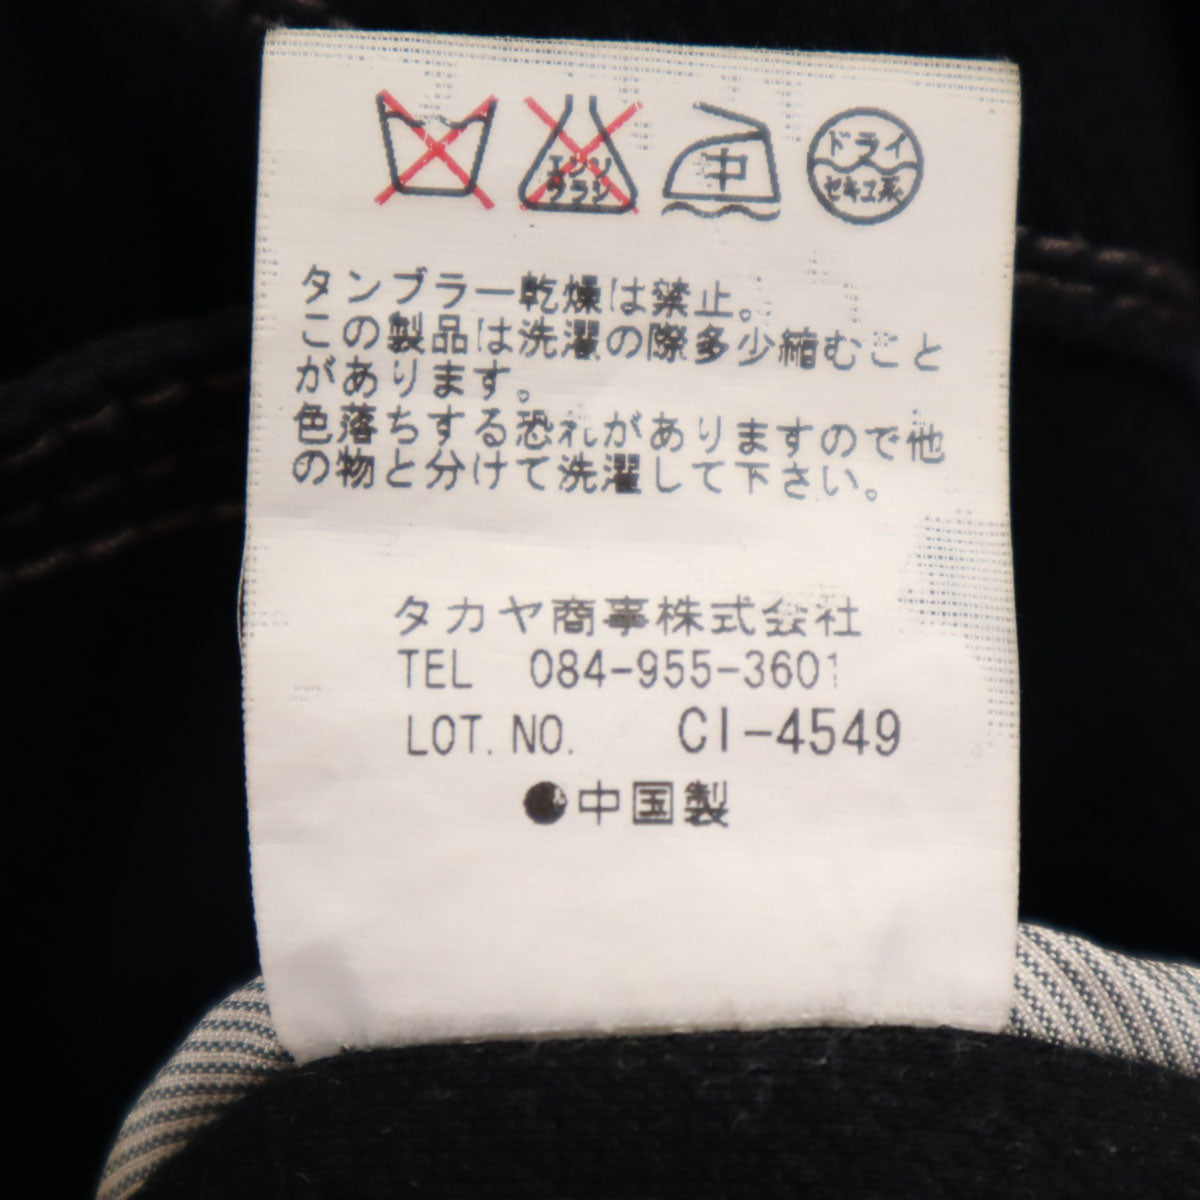 エンソ
サラシ
中
ドライ
セキユ系
タンブラー乾燥は禁止。
この製品は洗濯の際多少縮むこと
があります。
色落ちする恐れがありますので他
の物と分けて洗濯して下さい。
タカヤ商事株式会社
TEL 084-955-3601
LOT. NO. CI-4549
●中国製